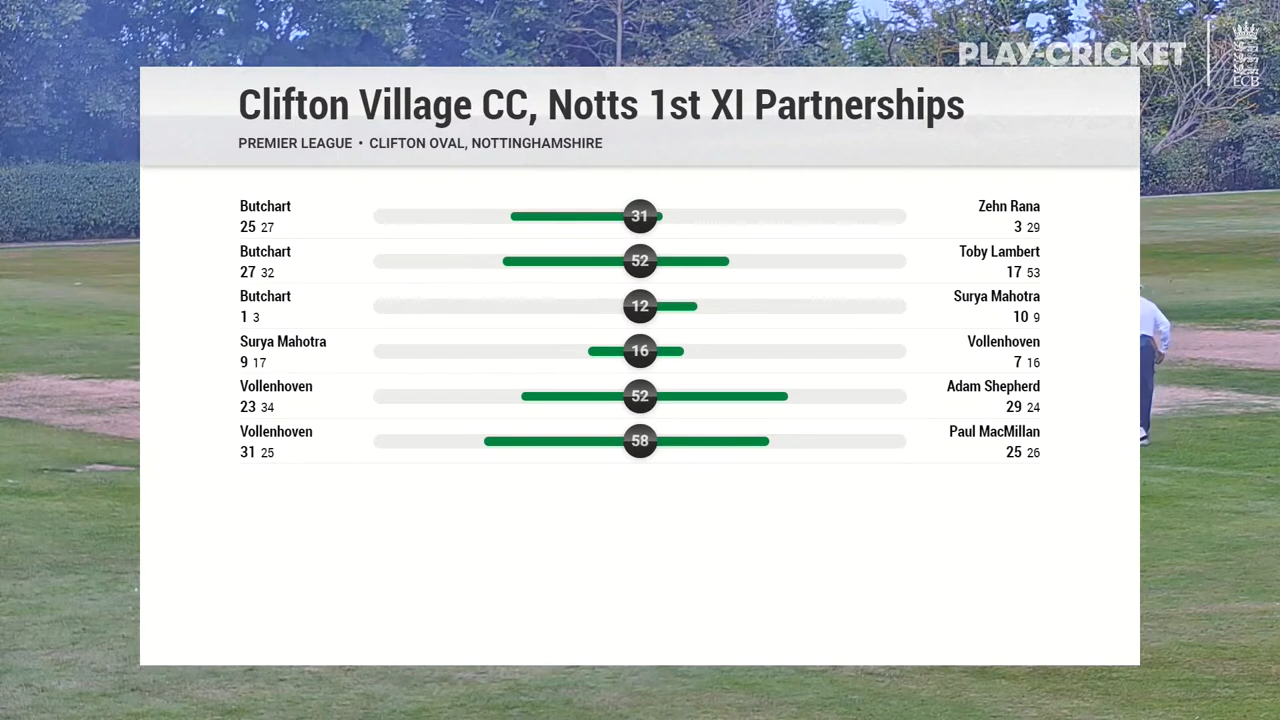 PLAY-CRICKET
ECB
Clifton Village CC, Notts 1st XI Partnerships
PREMIER LEAGUE • CLIFTON OVAL, NOTTINGHAMSHIRE
Butchart 31 Zehn Rana
25 27 3 29
Butchart 52 Toby Lambert
27 32 17 53
Butchart 12 Surya Mahotra
1 3 10 9
Surya Mahotra 16 Vollenhoven
9 17 7 16
Vollenhoven 52 Adam Shepherd
23 34 29 24
Vollenhoven 58 Paul MacMillan
31 25 25 26